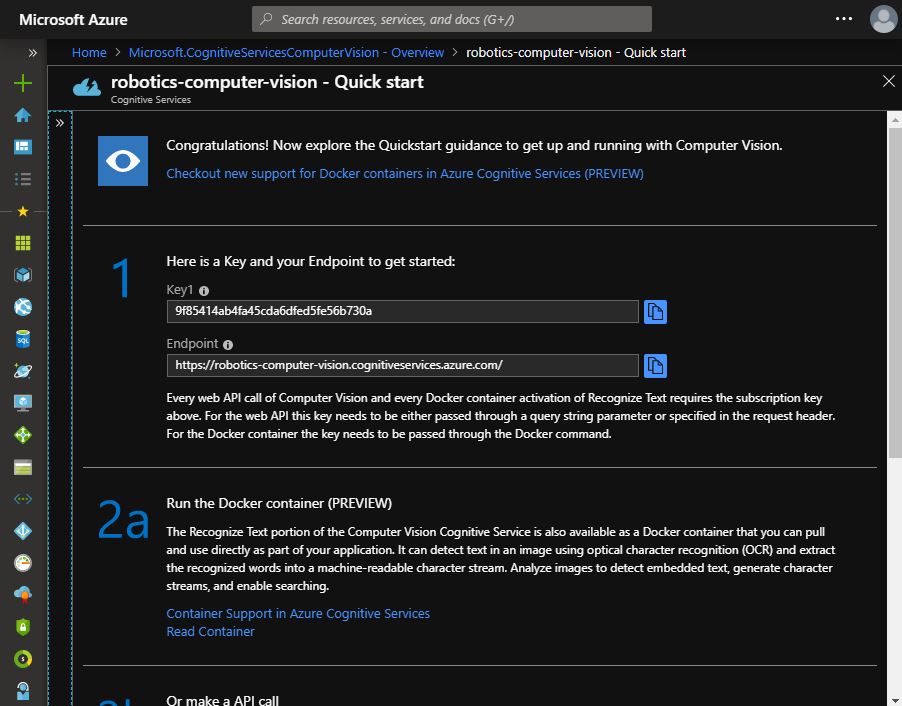 Microsoft Azure
Search resources, services, and docs (G+/)
Home > Microsoft.CognitiveServicesComputerVision - Overview > robotics-computer-vision - Quick start
robotics-computer-vision - Quick start
Cognitive Services
Congratulations! Now explore the Quickstart guidance to get up and running with Computer Vision.
Checkout new support for Docker containers in Azure Cognitive Services (PREVIEW)
1
Here is a Key and your Endpoint to get started:
Key1
9f85414ab4fa45cda6dfed5fe56b730a
Endpoint
https://robotics-computer-vision.cognitiveservices.azure.com/
Every web API call of Computer Vision and every Docker container activation of Recognize Text requires the subscription key
above. For the web API this key needs to be either passed through a query string parameter or specified in the request header.
For the Docker container the key needs to be passed through the Docker command.
2a
Run the Docker container (PREVIEW)
The Recognize Text portion of the Computer Vision Cognitive Service is also available as a Docker container that you can pull
and use directly as part of your application. It can detect text in an image using optical character recognition (OCR) and extract
the recognized words into a machine-readable character stream. Analyze images to detect embedded text, generate character
streams, and enable searching.
Container Support in Azure Cognitive Services
Read Container
Or make a API call